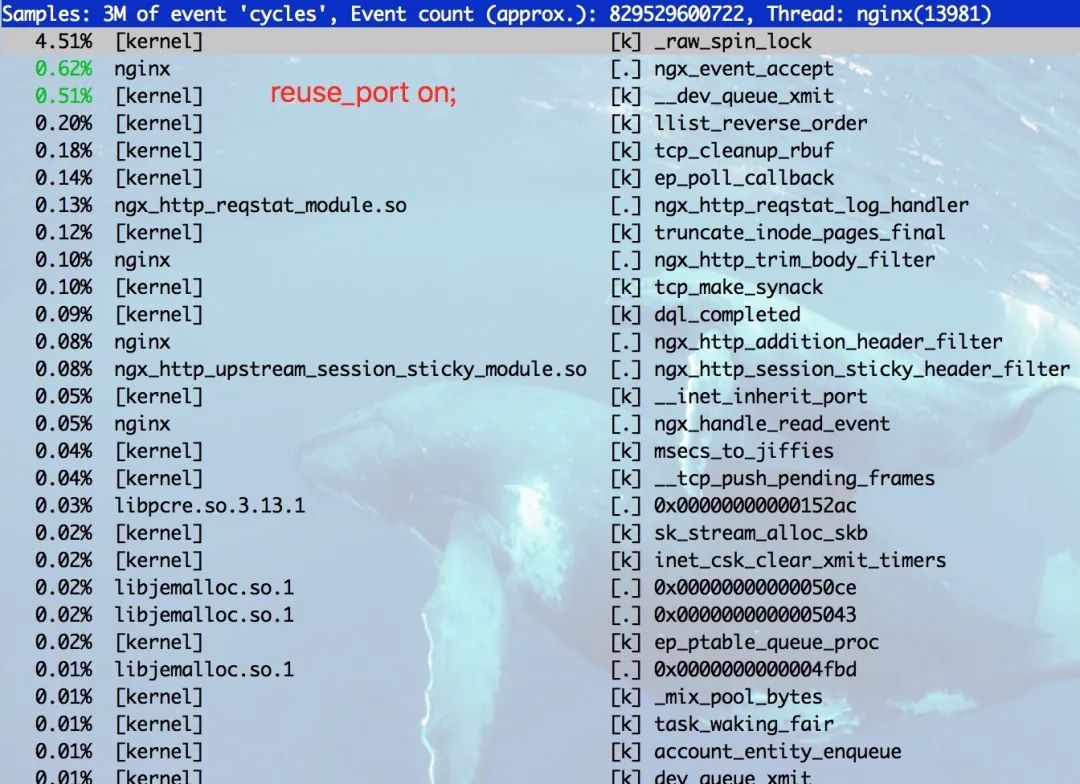 Samples: 3M of event 'cycles', Event count (approx.): 829529600722, Thread: nginx(13981)
4.51% [kernel] [k] _raw_spin_lock
0.62% nginx [.] ngx_event_accept
reuse_port on;
0.51% [kernel] [k] __dev_queue_xmit
0.20% [kernel] [k] llist_reverse_order
0.18% [kernel] [k] tcp_cleanup_rbuf
0.14% [kernel] [k] ep_poll_callback
0.13% ngx_http_reqstat_module.so [.] ngx_http_reqstat_log_handler
0.12% [kernel] [k] truncate_inode_pages_final
0.10% nginx [.] ngx_http_trim_body_filter
0.10% [kernel] [k] tcp_make_synack
0.09% [kernel] [k] dql_completed
0.08% nginx [.] ngx_http_addition_header_filter
0.08% ngx_http_upstream_session_sticky_module.so [.] ngx_http_session_sticky_header_filter
0.05% [kernel] [k] __inet_inherit_port
0.05% nginx [.] ngx_handle_read_event
0.04% [kernel] [k] msecs_to_jiffies
0.04% [kernel] [k] __tcp_push_pending_frames
0.03% libpcre.so.3.13.1 [.] 0x00000000000152ac
0.02% [kernel] [k] sk_stream_alloc_skb
0.02% [kernel] [k] inet_csk_clear_xmit_timers
0.02% libjemalloc.so.1 [.] 0x00000000000050ce
0.02% libjemalloc.so.1 [.] 0x0000000000005043
0.02% [kernel] [k] ep_ptable_queue_proc
0.01% libjemalloc.so.1 [.] 0x0000000000004fbd
0.01% [kernel] [k] _mix_pool_bytes
0.01% [kernel] [k] task_waking_fair
0.01% [kernel] [k] account_entity_enqueue
0.01% [kernel] [k] dev_queue_xmit